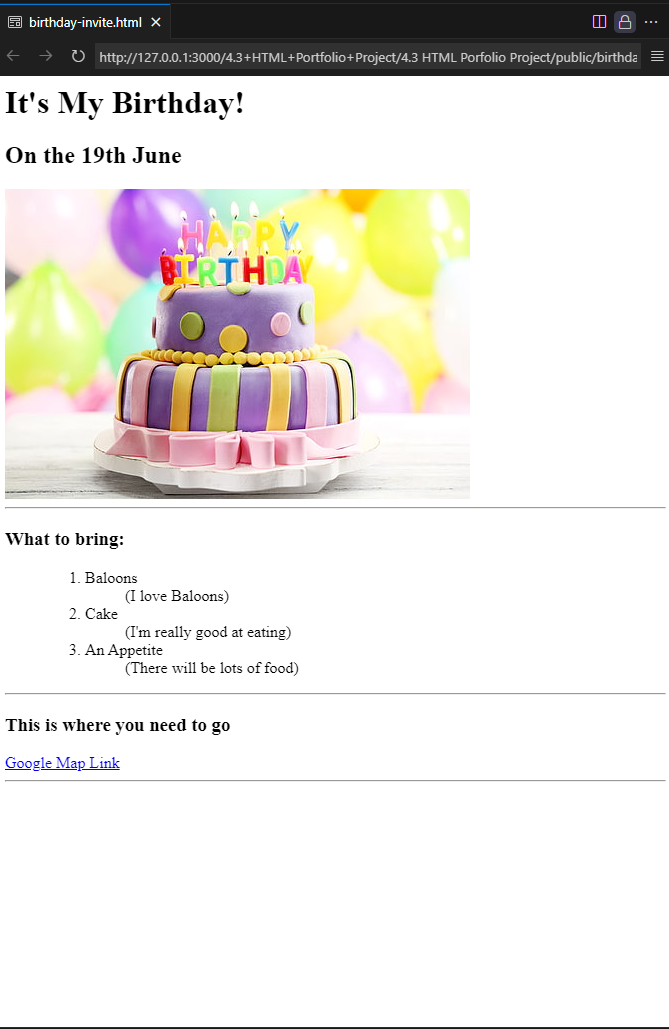 birthday-invite.html
http://127.0.0.1:3000/4.3+HTML+Portfolio+Project/4.3 HTML Porfolio Project/public/birthda
It's My Birthday!
On the 19th June
HAPPY
BIRTHDAY
What to bring:
1. Baloons
(I love Baloons)
2. Cake
(I'm really good at eating)
3. An Appetite
(There will be lots of food)
This is where you need to go
Google Map Link